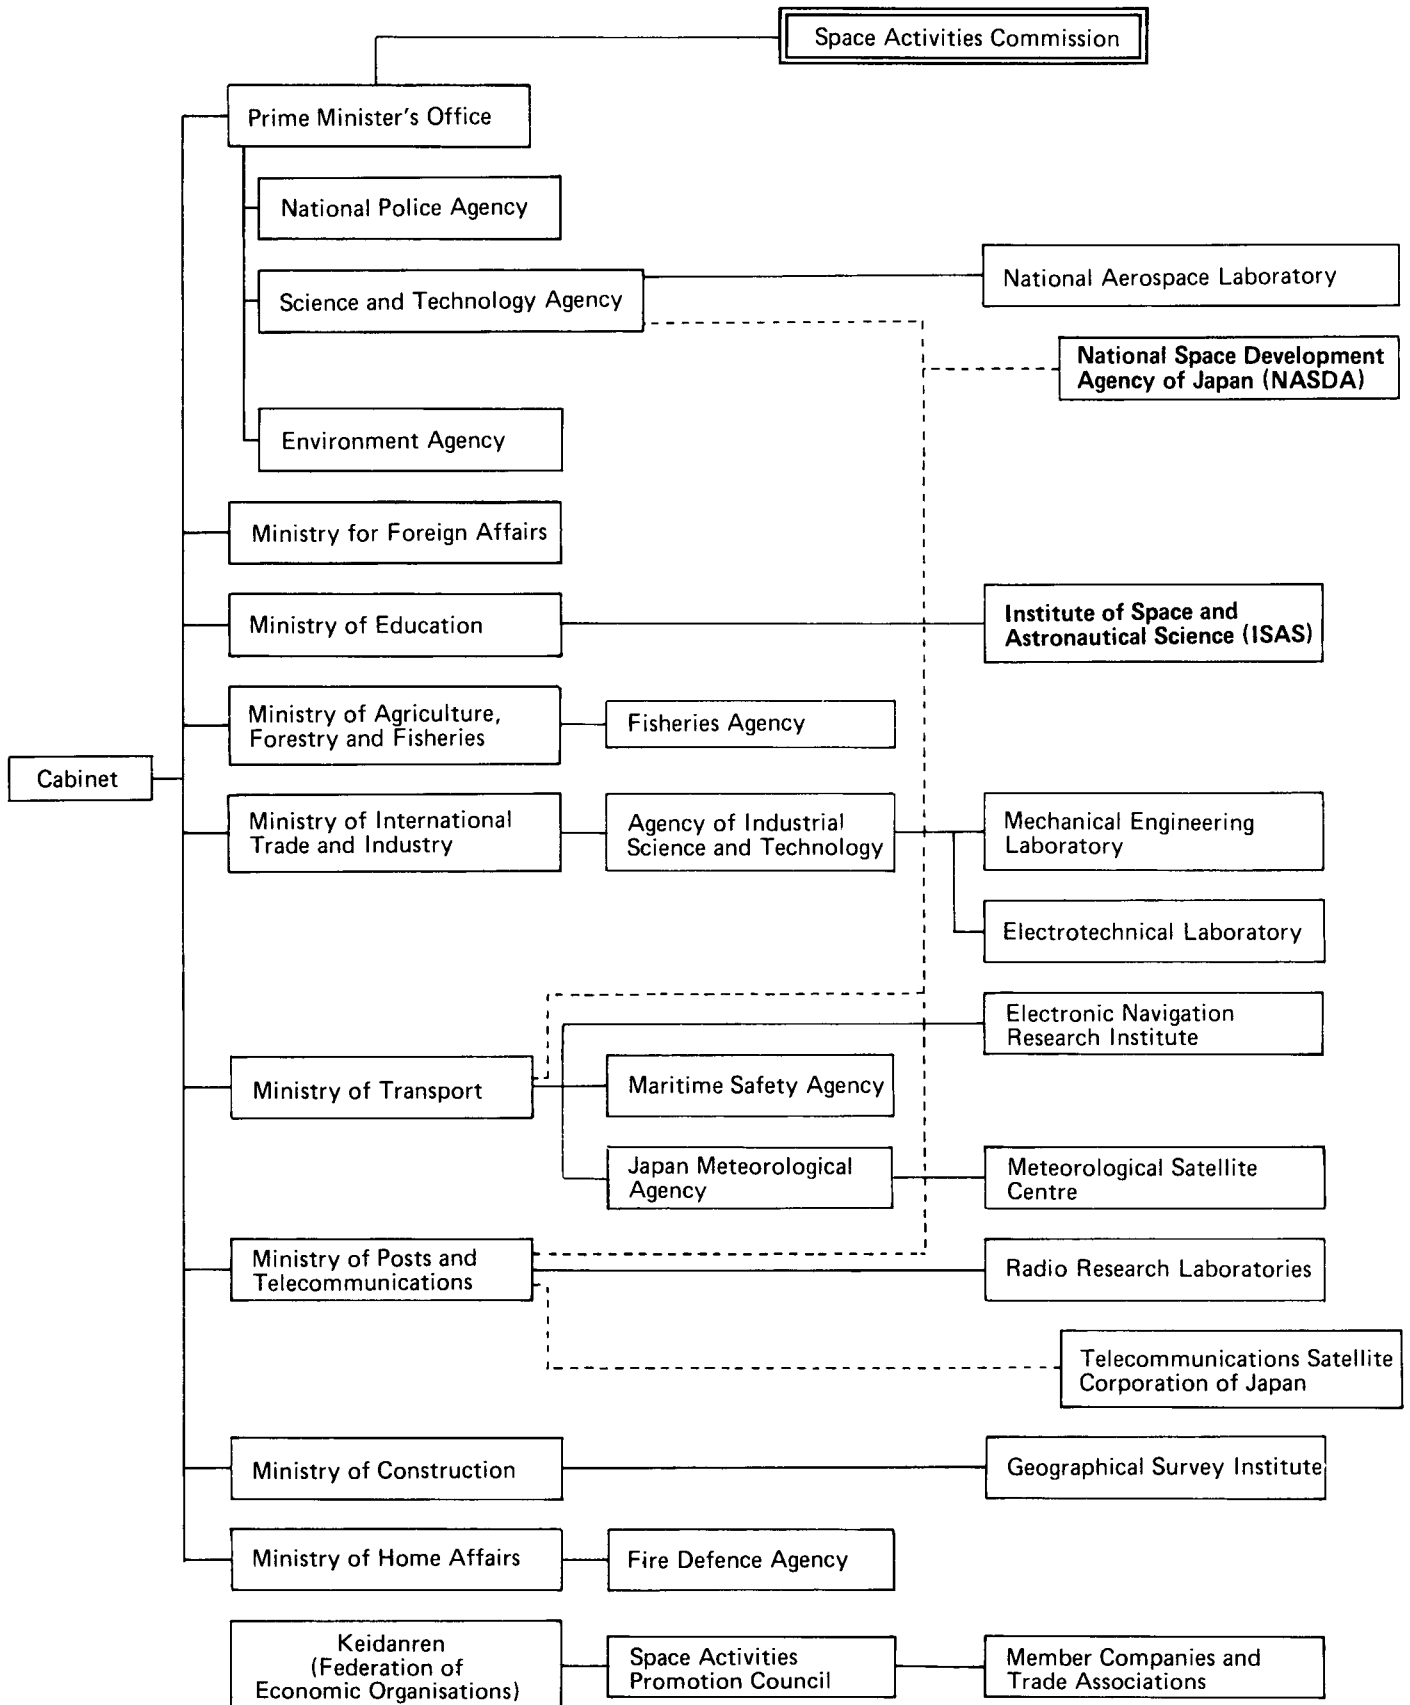 Space Activities Commission
Prime Minister's Office
National Police Agency
National Aerospace Laboratory
Science and Technology Agency
National Space Development
Agency of Japan (NASDA)
Environment Agency
Ministry for Foreign Affairs
Ministry of Education
Institute of Space and
Astronautical Science (ISAS)
Ministry of Agriculture,
Forestry and Fisheries
Fisheries Agency
Cabinet
Ministry of International
Trade and Industry
Agency of Industrial
Science and Technology
Mechanical Engineering
Laboratory
Electrotechnical Laboratory
Electronic Navigation
Research Institute
Ministry of Transport
Maritime Safety Agency
Japan Meteorological
Agency
Meteorological Satellite
Centre
Ministry of Posts and
Telecommunications
Radio Research Laboratories
Telecommunications Satellite
Corporation of Japan
Ministry of Construction
Geographical Survey Institute
Ministry of Home Affairs
Fire Defence Agency
Keidanren
(Federation of
Economic Organisations)
Space Activities
Promotion Council
Member Companies and
Trade Associations